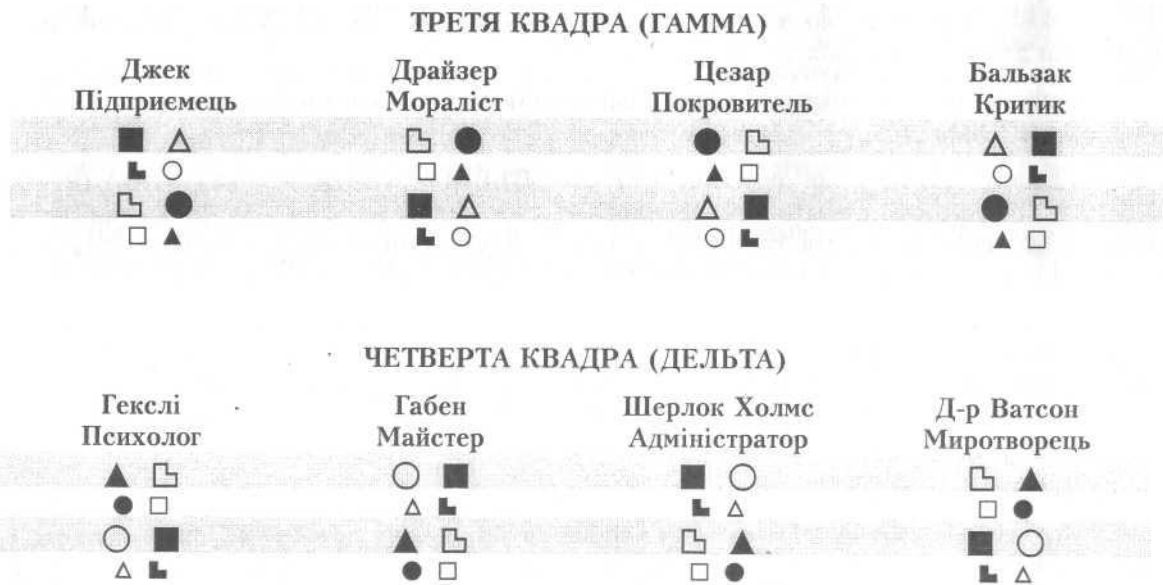 ТРЕТЯ КВАДРА (ГАММА)
Джек Драйзер Цезар Бальзак
Підприємець Мораліст Покровитель Критик
ЧЕТВЕРТА КВАДРА (ДЕЛЬТА)
Гекслі Габен Шерлок Холмс Д-р Ватсон
Психолог Майстер Адміністратор Миротворець